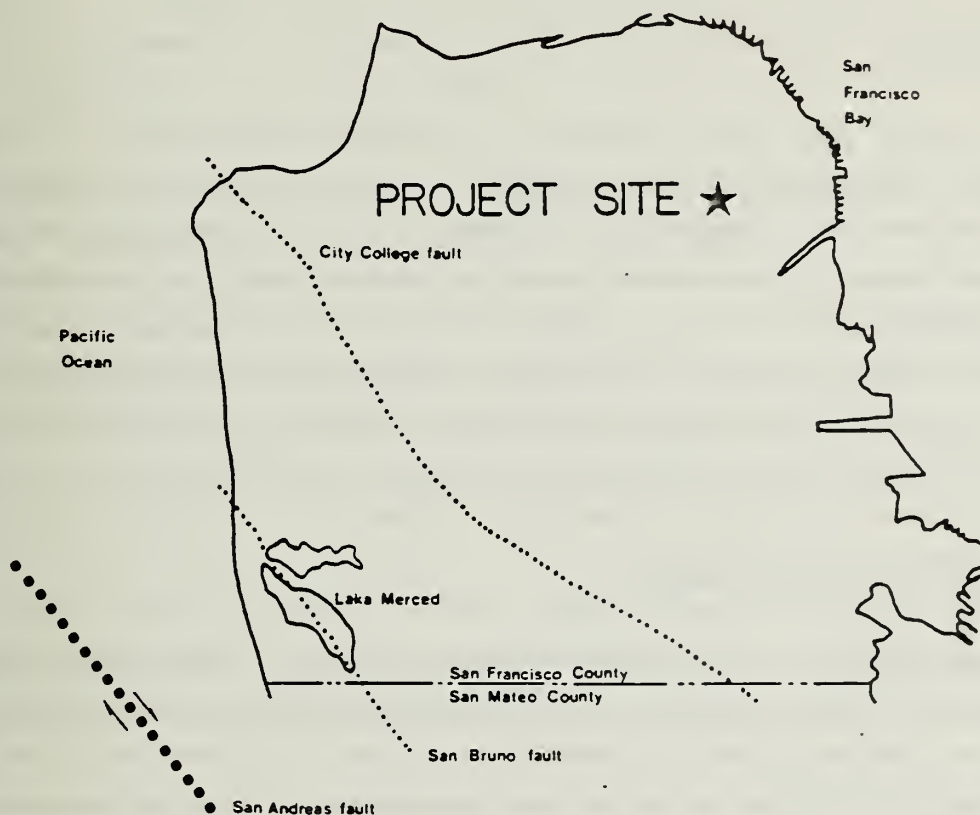 San
Francisco
Bay
PROJECT SITE
City College fault
Pacific
Ocean
Laka Merced
San Francisco County
San Mateo County
San Bruno fault
San Andreas fault